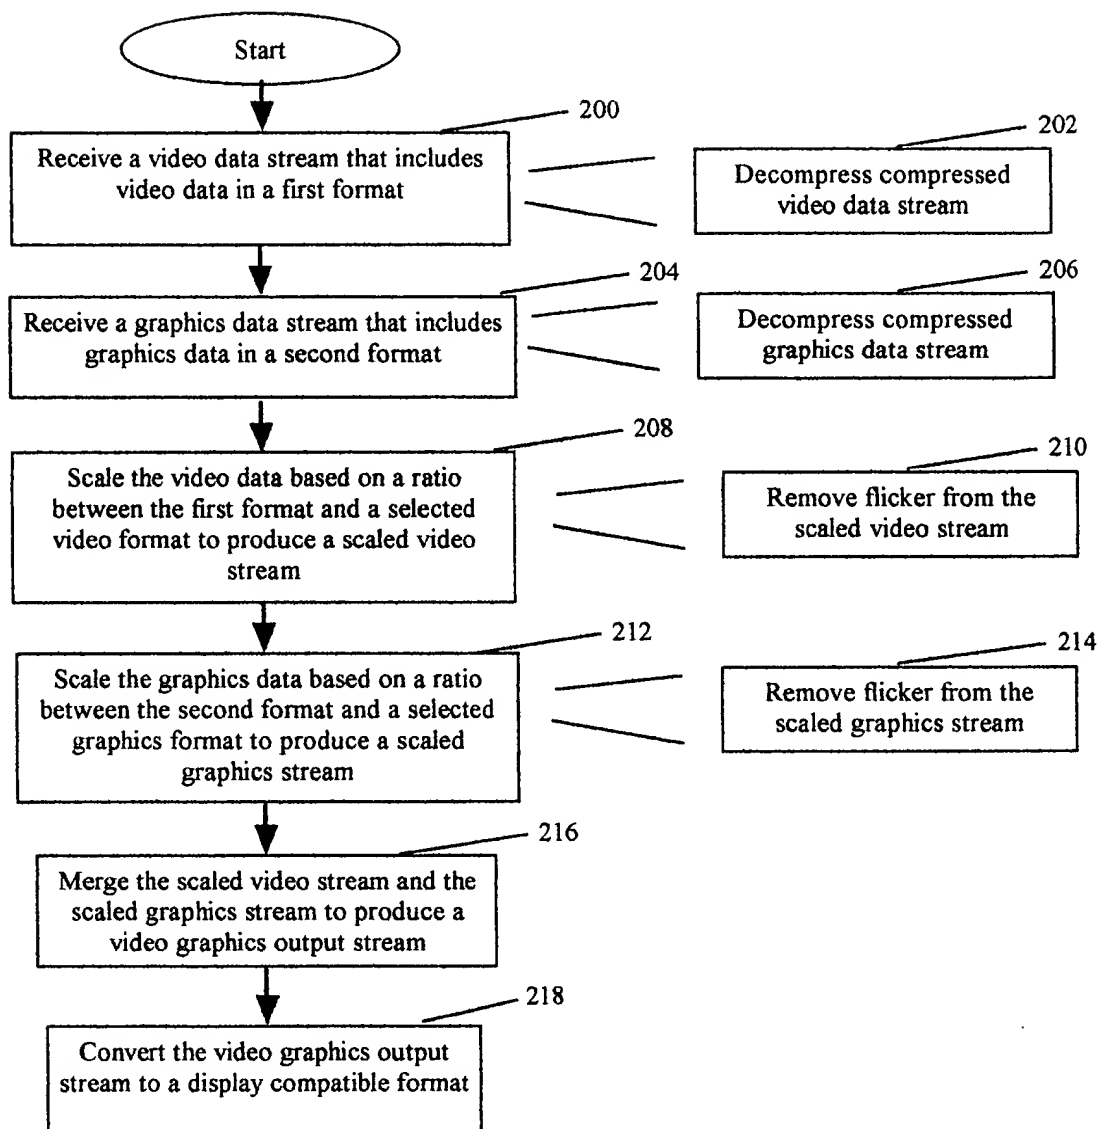 Start
200
Receive a video data stream that includes
video data in a first format
202
Decompress compressed
video data stream
204
Receive a graphics data stream that includes
graphics data in a second format
206
Decompress compressed
graphics data stream
208
Scale the video data based on a ratio
between the first format and a selected
video format to produce a scaled video
stream
210
Remove flicker from the
scaled video stream
212
Scale the graphics data based on a ratio
between the second format and a selected
graphics format to produce a scaled
graphics stream
214
Remove flicker from the
scaled graphics stream
216
Merge the scaled video stream and the
scaled graphics stream to produce a
video graphics output stream
218
Convert the video graphics output
stream to a display compatible format